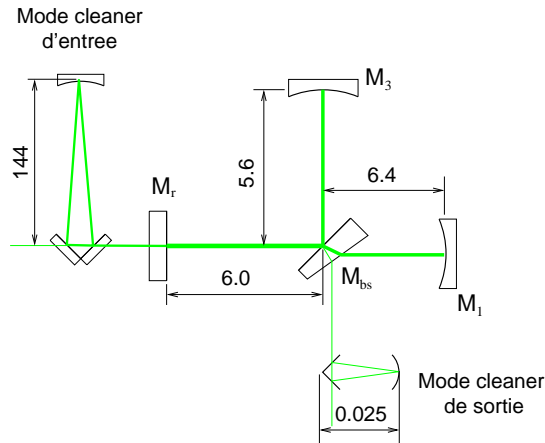 Mode cleaner
d'entree
M3
144
5.6
6.4
Mr
6.0
Mbs
M1
Mode cleaner
de sortie
0.025